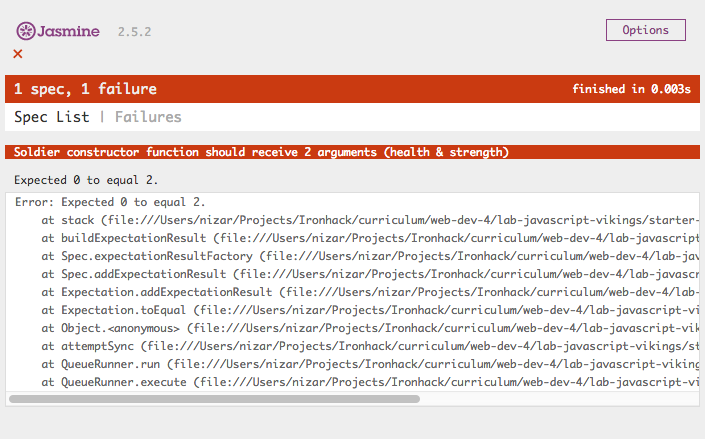 Jasmine 2.5.2 Options
×
1 spec, 1 failure finished in 0.003s
Spec List | Failures
Soldier constructor function should receive 2 arguments (health & strength)
Expected 0 to equal 2.
Error: Expected 0 to equal 2.
at stack (file:///Users/nizar/Projects/Ironhack/curriculum/web-dev-4/lab-javascript-vikings/starter-
at buildExpectationResult (file:///Users/nizar/Projects/Ironhack/curriculum/web-dev-4/lab-javascript
at Spec.expectationResultFactory (file:///Users/nizar/Projects/Ironhack/curriculum/web-dev-4/lab-jav
at Spec.addExpectationResult (file:///Users/nizar/Projects/Ironhack/curriculum/web-dev-4/lab-javascr
at Expectation.addExpectationResult (file:///Users/nizar/Projects/Ironhack/curriculum/web-dev-4/lab-
at Expectation.toEqual (file:///Users/nizar/Projects/Ironhack/curriculum/web-dev-4/lab-javascript-vi
at Object.<anonymous> (file:///Users/nizar/Projects/Ironhack/curriculum/web-dev-4/lab-javascript-vik
at attemptSync (file:///Users/nizar/Projects/Ironhack/curriculum/web-dev-4/lab-javascript-vikings/st
at QueueRunner.run (file:///Users/nizar/Projects/Ironhack/curriculum/web-dev-4/lab-javascript-viking
at QueueRunner.execute (file:///Users/nizar/Projects/Ironhack/curriculum/web-dev-4/lab-javascript-vi